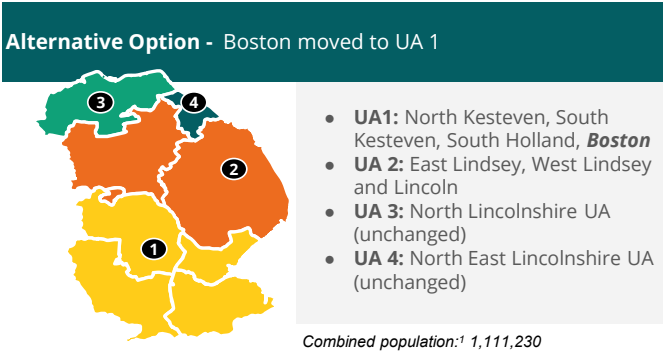 Alternative Option - Boston moved to UA 1
3
4
2
1
● UA1: North Kesteven, South
Kesteven, South Holland, Boston
● UA 2: East Lindsey, West Lindsey
and Lincoln
● UA 3: North Lincolnshire UA
(unchanged)
● UA 4: North East Lincolnshire UA
(unchanged)
Combined population:¹ 1,111,230